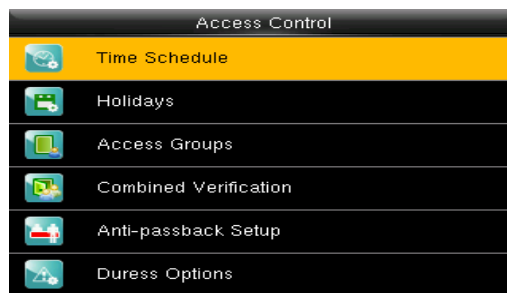 Access Control
Time Schedule
Holidays
Access Groups
Combined Verification
Anti-passback Setup
Duress Options